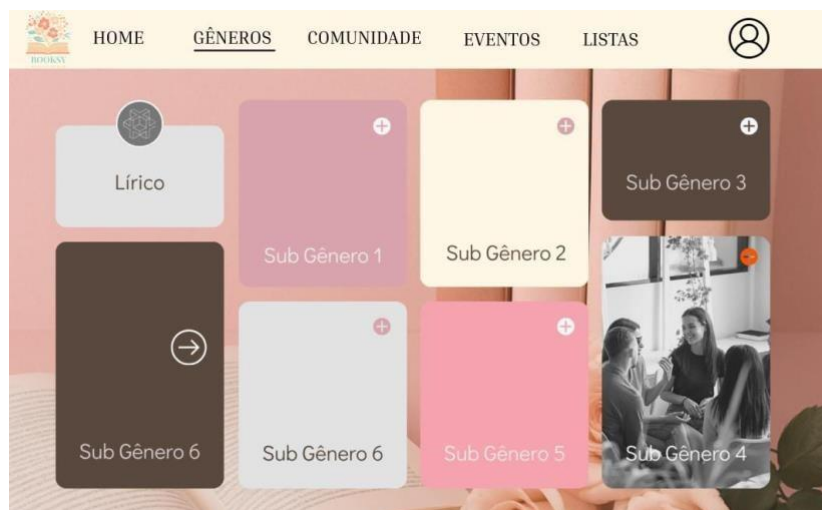 BOOKSY
HOME
GÊNEROS
COMUNIDADE
EVENTOS
LISTAS
Lírico
Sub Gênero 1
Sub Gênero 2
Sub Gênero 3
Sub Gênero 6
Sub Gênero 6
Sub Gênero 5
Sub Gênero 4